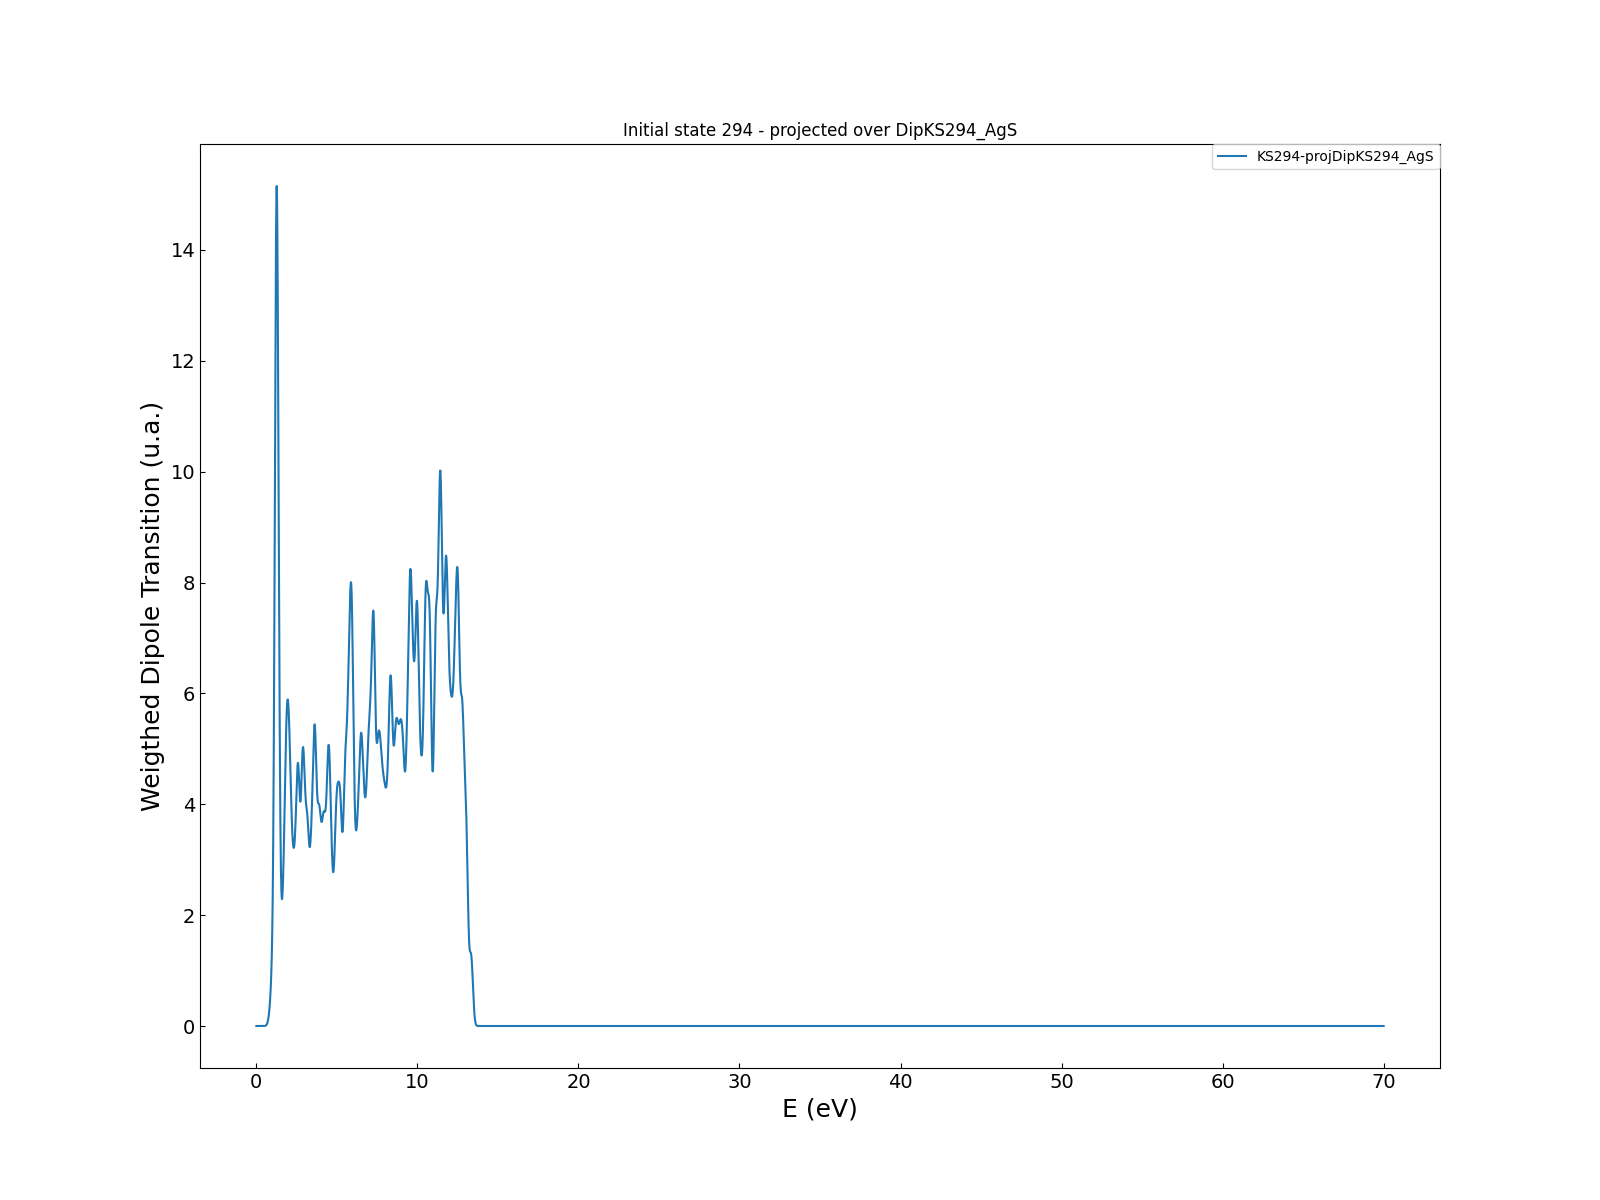 Initial state 294 - projected over DipKS294_AgS
KS294-projDipKS294_AgS
Weigthed Dipole Transition (u.a.)
14
12
10
8
6
4
2
0
0 10 20 30 40 50 60 70
E (eV)